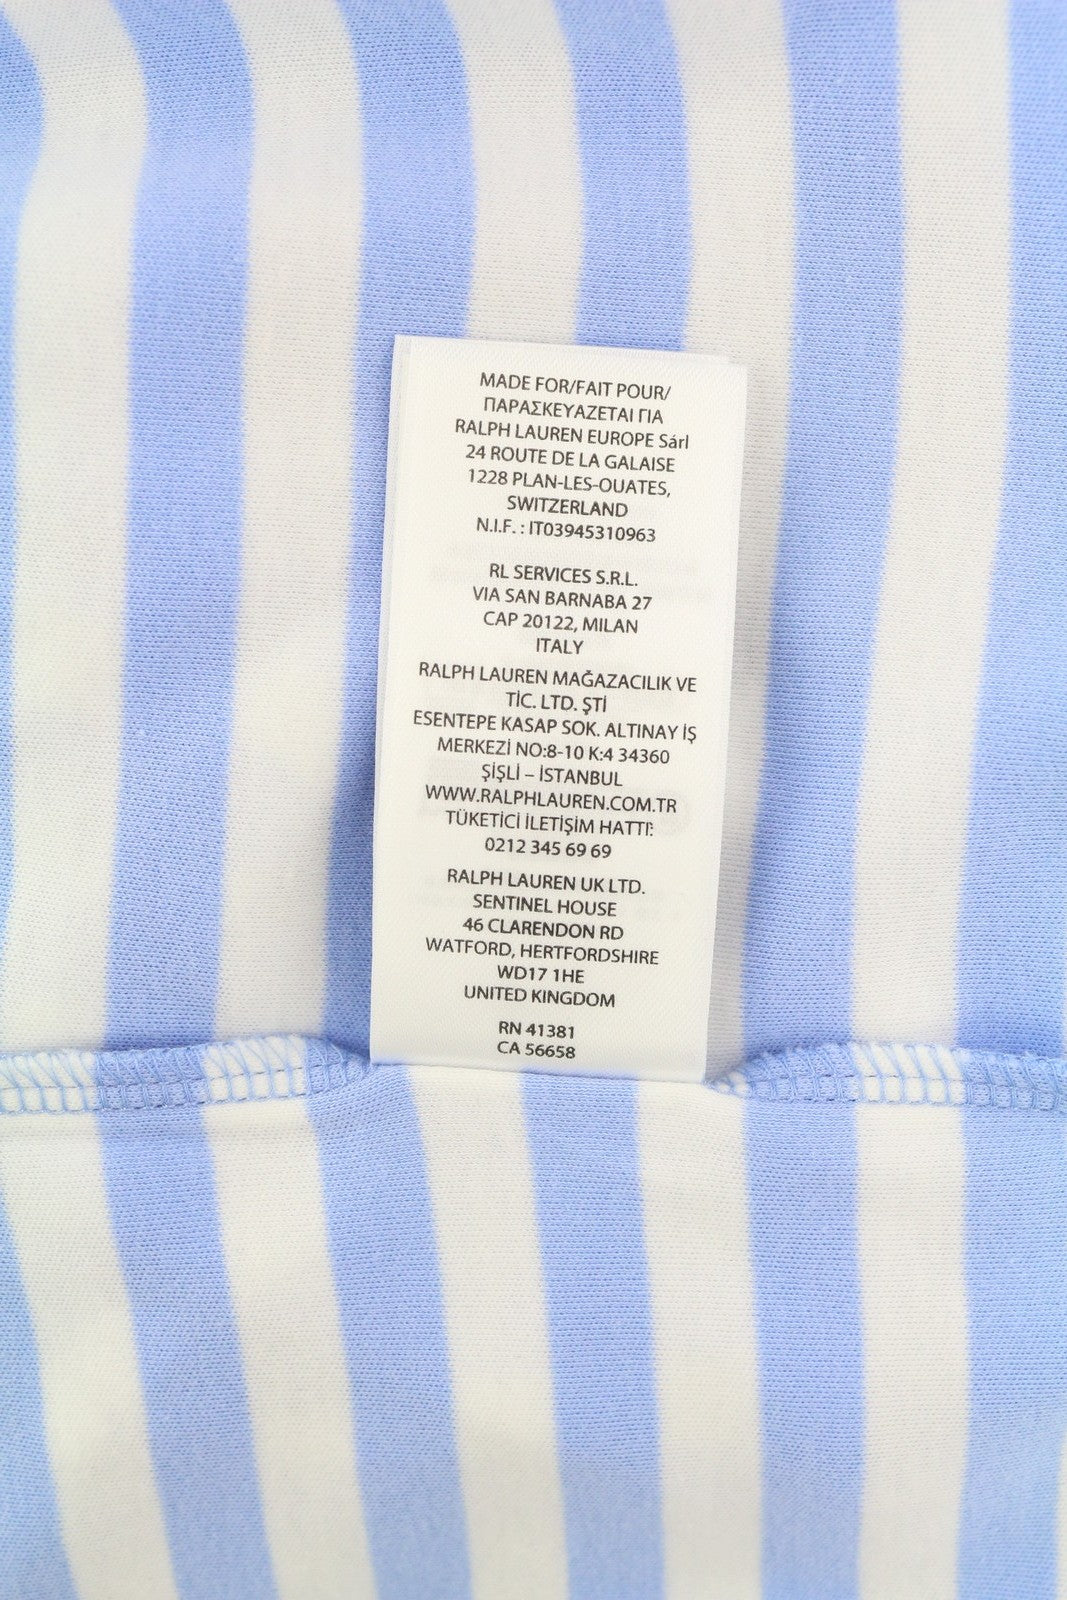 MADE FOR/FAIT POUR/
ΠΑΡΑΣΚΕΥΑΖΕΤΑΙ ΓΙΑ
RALPH LAUREN EUROPE Sárl
24 ROUTE DE LA GALAISE
1228 PLAN-LES-OUATES,
SWITZERLAND
N.I.F. : IT03945310963
RL SERVICES S.R.L.
VIA SAN BARNABA 27
CAP 20122, MILAN
ITALY
RALPH LAUREN MAĞAZACILIK VE
TİC. LTD. ŞTİ
ESENTEPE KASAP SOK. ALTINAY İŞ
MERKEZİ NO:8-10 K:4 34360
ŞİŞLİ – İSTANBUL
WWW.RALPHLAUREN.COM.TR
TÜKETİCİ İLETİŞİM HATTI:
0212 345 69 69
RALPH LAUREN UK LTD.
SENTINEL HOUSE
46 CLARENDON RD
WATFORD, HERTFORDSHIRE
WD17 1HE
UNITED KINGDOM
RN 41381
CA 56658